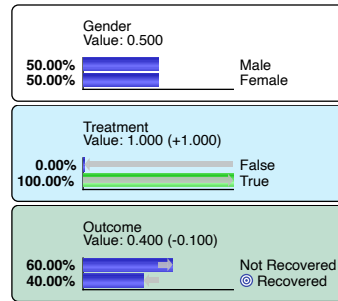 Gender
Value: 0.500
50.00% Male
50.00% Female
Treatment
Value: 1.000 (+1.000)
0.00% False
100.00% True
Outcome
Value: 0.400 (-0.100)
60.00% Not Recovered
40.00% Recovered